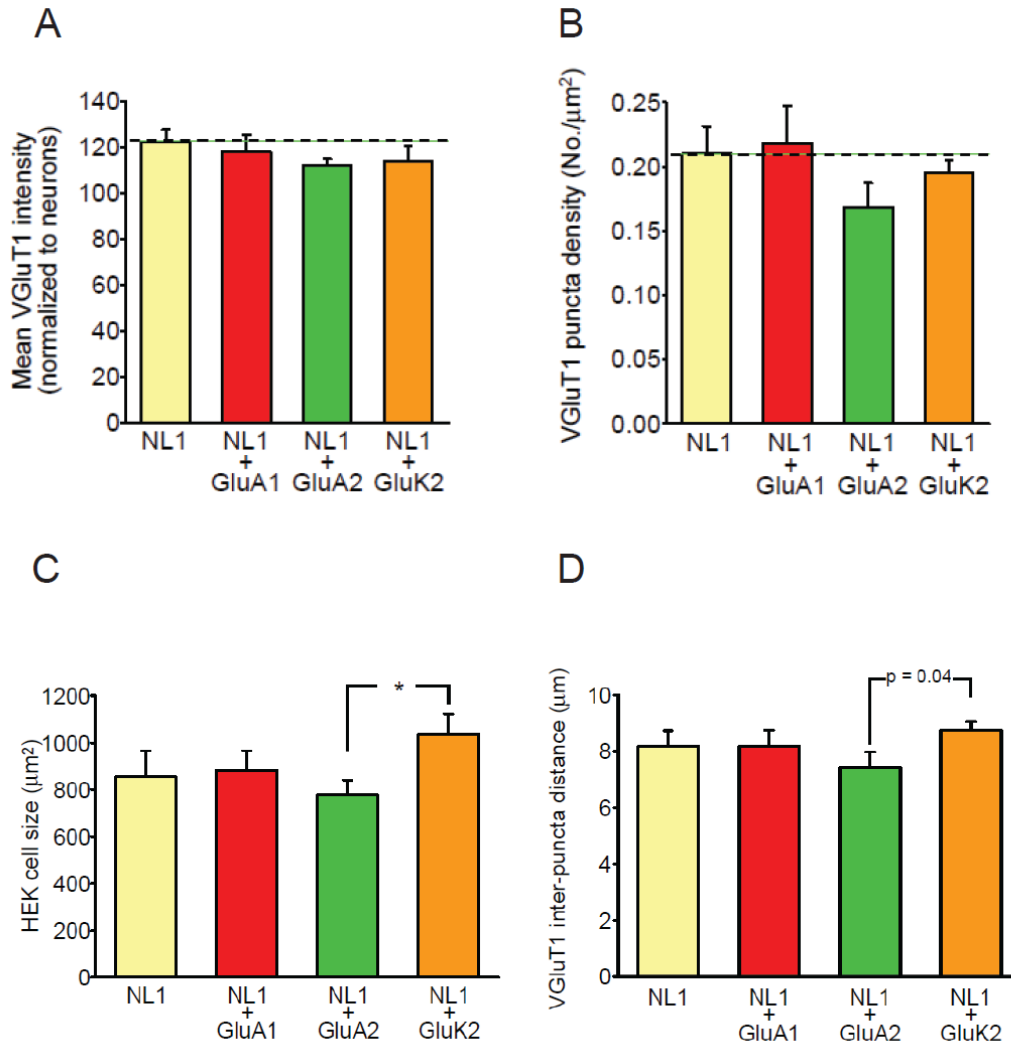 A
Mean VGluT1 intensity
(normalized to neurons)
140
120
100
80
60
40
20
0
NL1
NL1
+
GluA1
NL1
+
GluA2
NL1
+
GluK2
B
VGluT1 puncta density (No./μm²)
0.25
0.20
0.15
0.10
0.05
0.00
NL1
NL1
+
GluA1
NL1
+
GluA2
NL1
+
GluK2
C
HEK cell size (μm²)
1200
1000
800
600
400
200
0
*
NL1
NL1
+
GluA1
NL1
+
GluA2
NL1
+
GluK2
D
VGluT1 inter-puncta distance (μm)
10
8
6
4
2
0
p = 0.04
NL1
NL1
+
GluA1
NL1
+
GluA2
NL1
+
GluK2